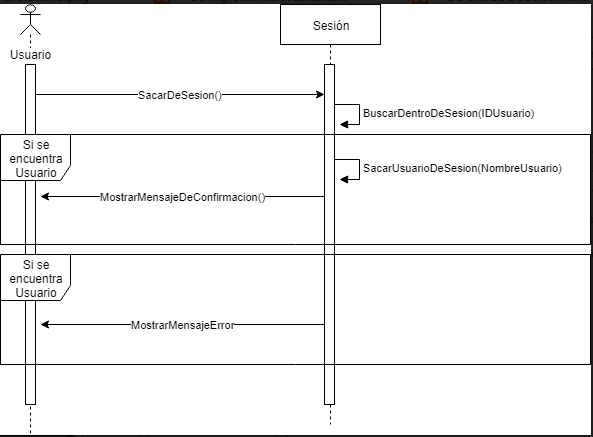 Usuario
Sesión
SacarDeSesion()
BuscarDentroDeSesion(IDUsuario)
Si se
encuentra
Usuario
SacarUsuarioDeSesion(NombreUsuario)
MostrarMensajeDeConfirmacion()
Si se
encuentra
Usuario
MostrarMensajeError